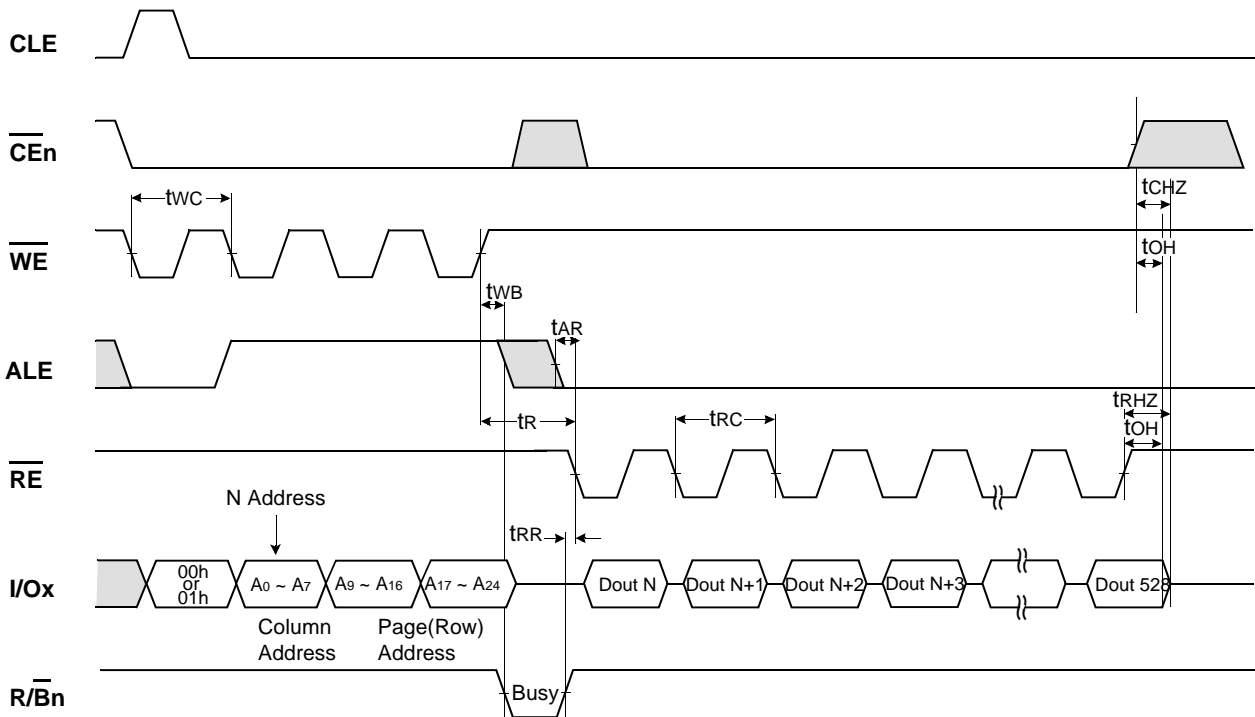 CLE
CEn
tCHZ
tWC
WE
tOH
tWB
tAR
ALE
tRHZ
tR
tRC
tOH
RE
N Address
tRR
I/Ox
00h
or
01h
A0 ~ A7
A9 ~ A16
A17 ~ A24
Dout N
Dout N+1
Dout N+2
Dout N+3
Dout 528
Column
Address
Page(Row)
Address
R/Bn
Busy